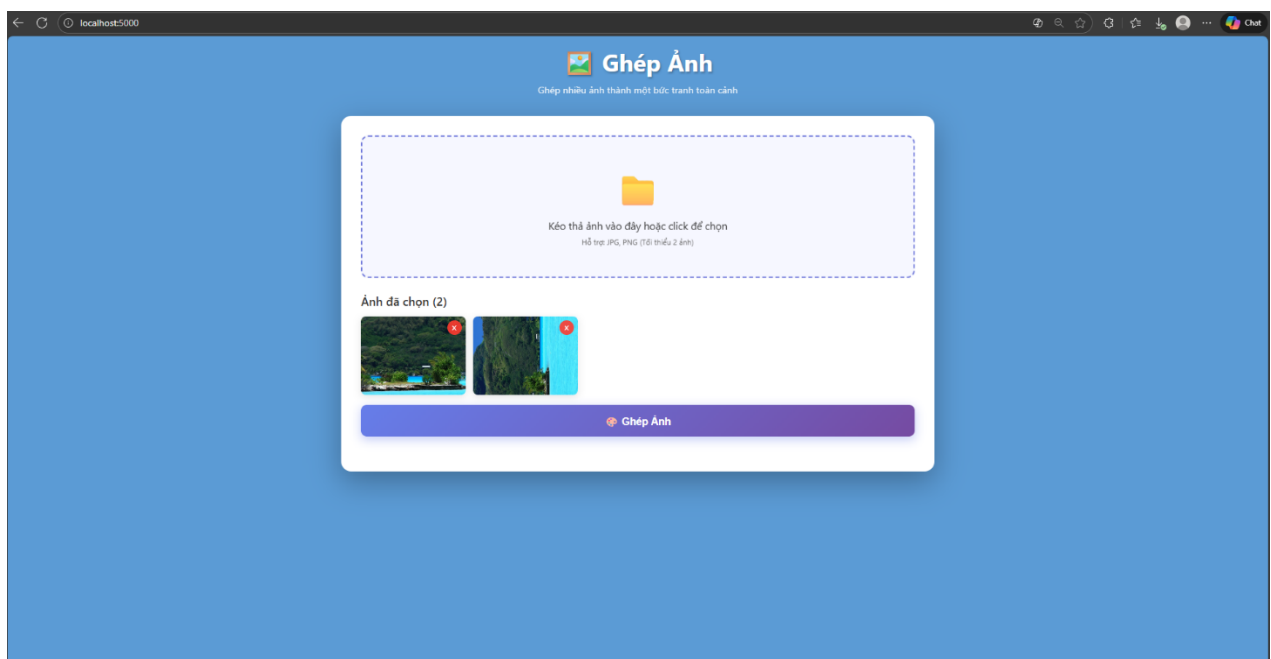 localhost:5000
Chat
Ghép Ảnh
Ghép nhiều ảnh thành một bức tranh toàn cảnh
Kéo thả ảnh vào đây hoặc click để chọn
Hỗ trợ: JPG, PNG (Tối thiểu 2 ảnh)
Ảnh đã chọn (2)
x x
Ghép Ảnh